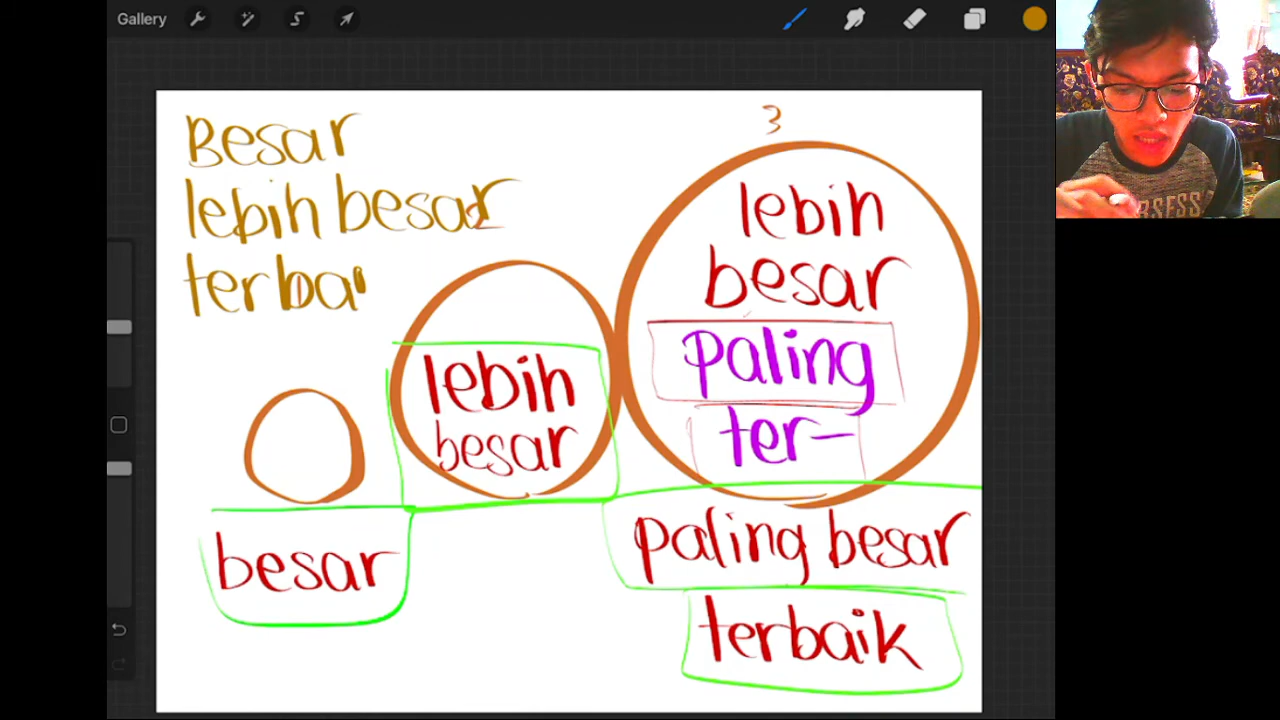 Gallery
Besar
lebih besar
terba
3
lebih
besar
paling
ter-
lebih
besar
besar
paling besar
terbaik